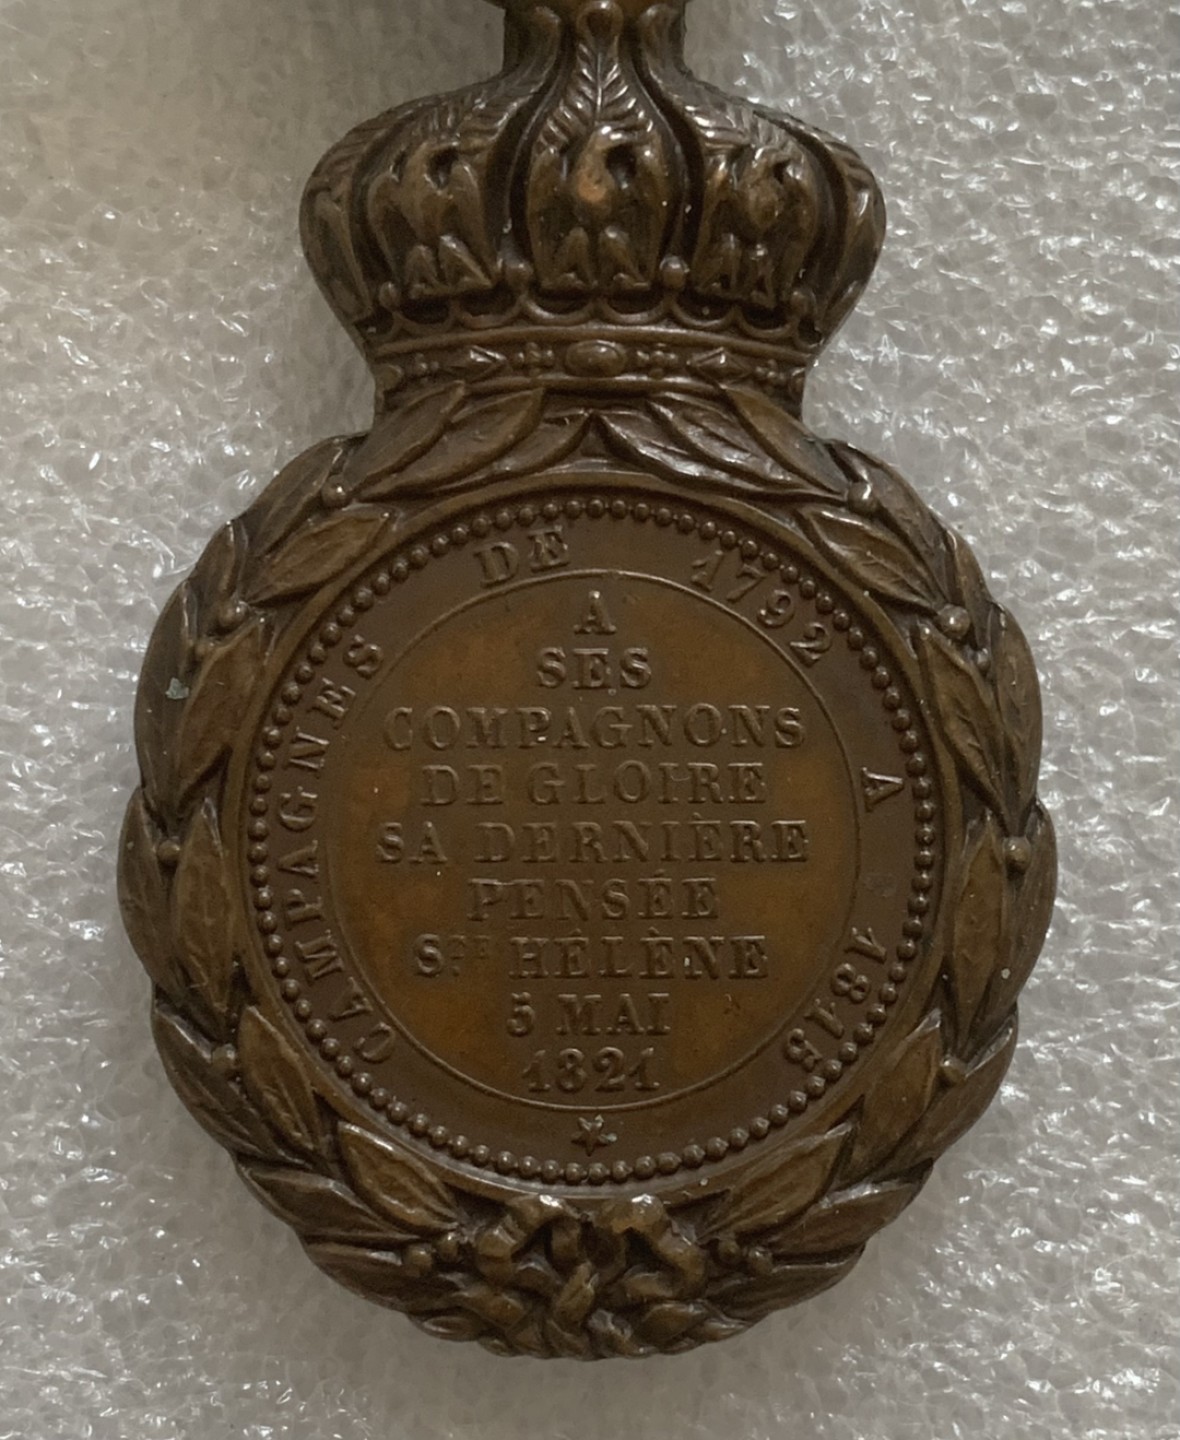 CAMPAGNES DE 1792 A 1815
A
SES
COMPAGNONS
DE GLOIRE
SA DERNIÈRE
PENSÉE
STE HÉLÈNE
5 MAI
1821